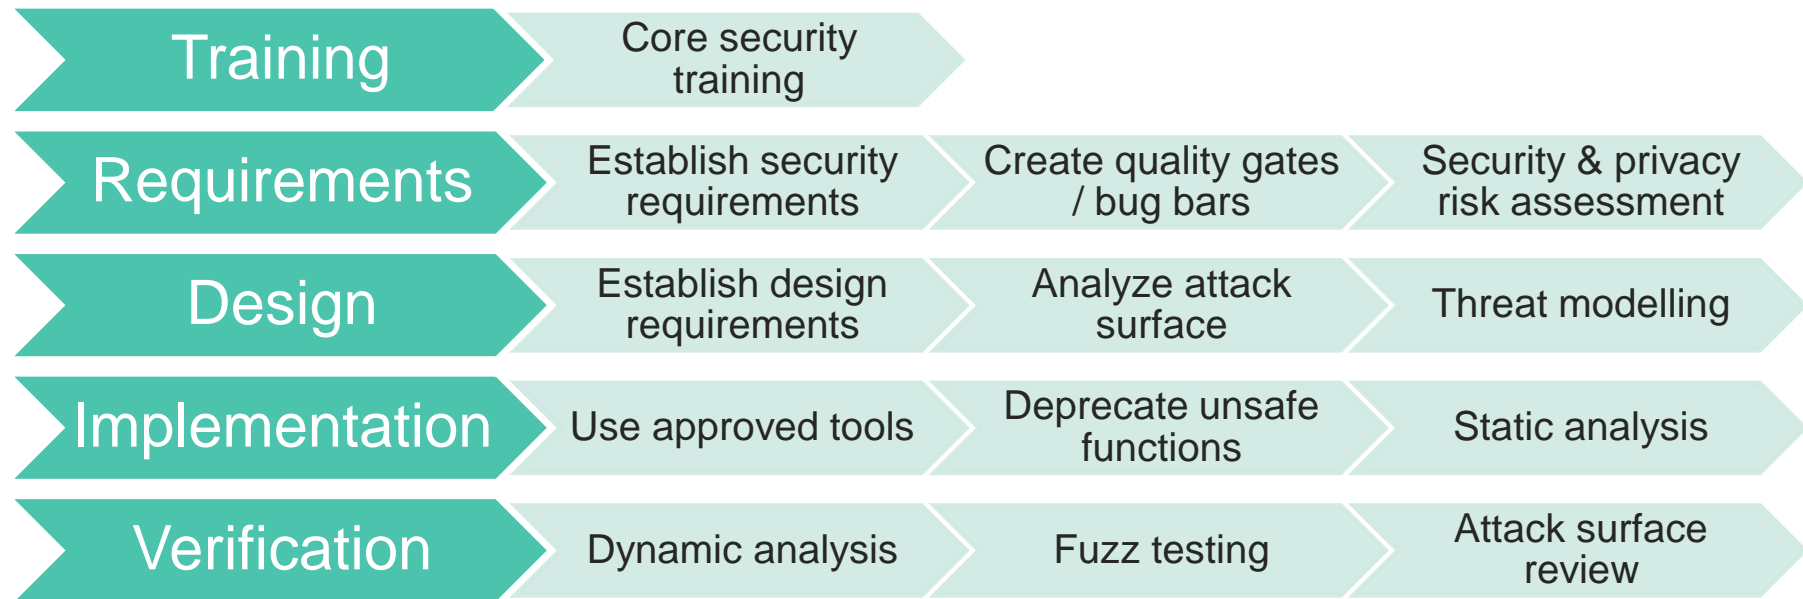 Training
Core security
training
Requirements
Establish security
requirements
Create quality gates
/ bug bars
Security & privacy
risk assessment
Design
Establish design
requirements
Analyze attack
surface
Threat modelling
Implementation
Use approved tools
Deprecate unsafe
functions
Static analysis
Verification
Dynamic analysis
Fuzz testing
Attack surface
review